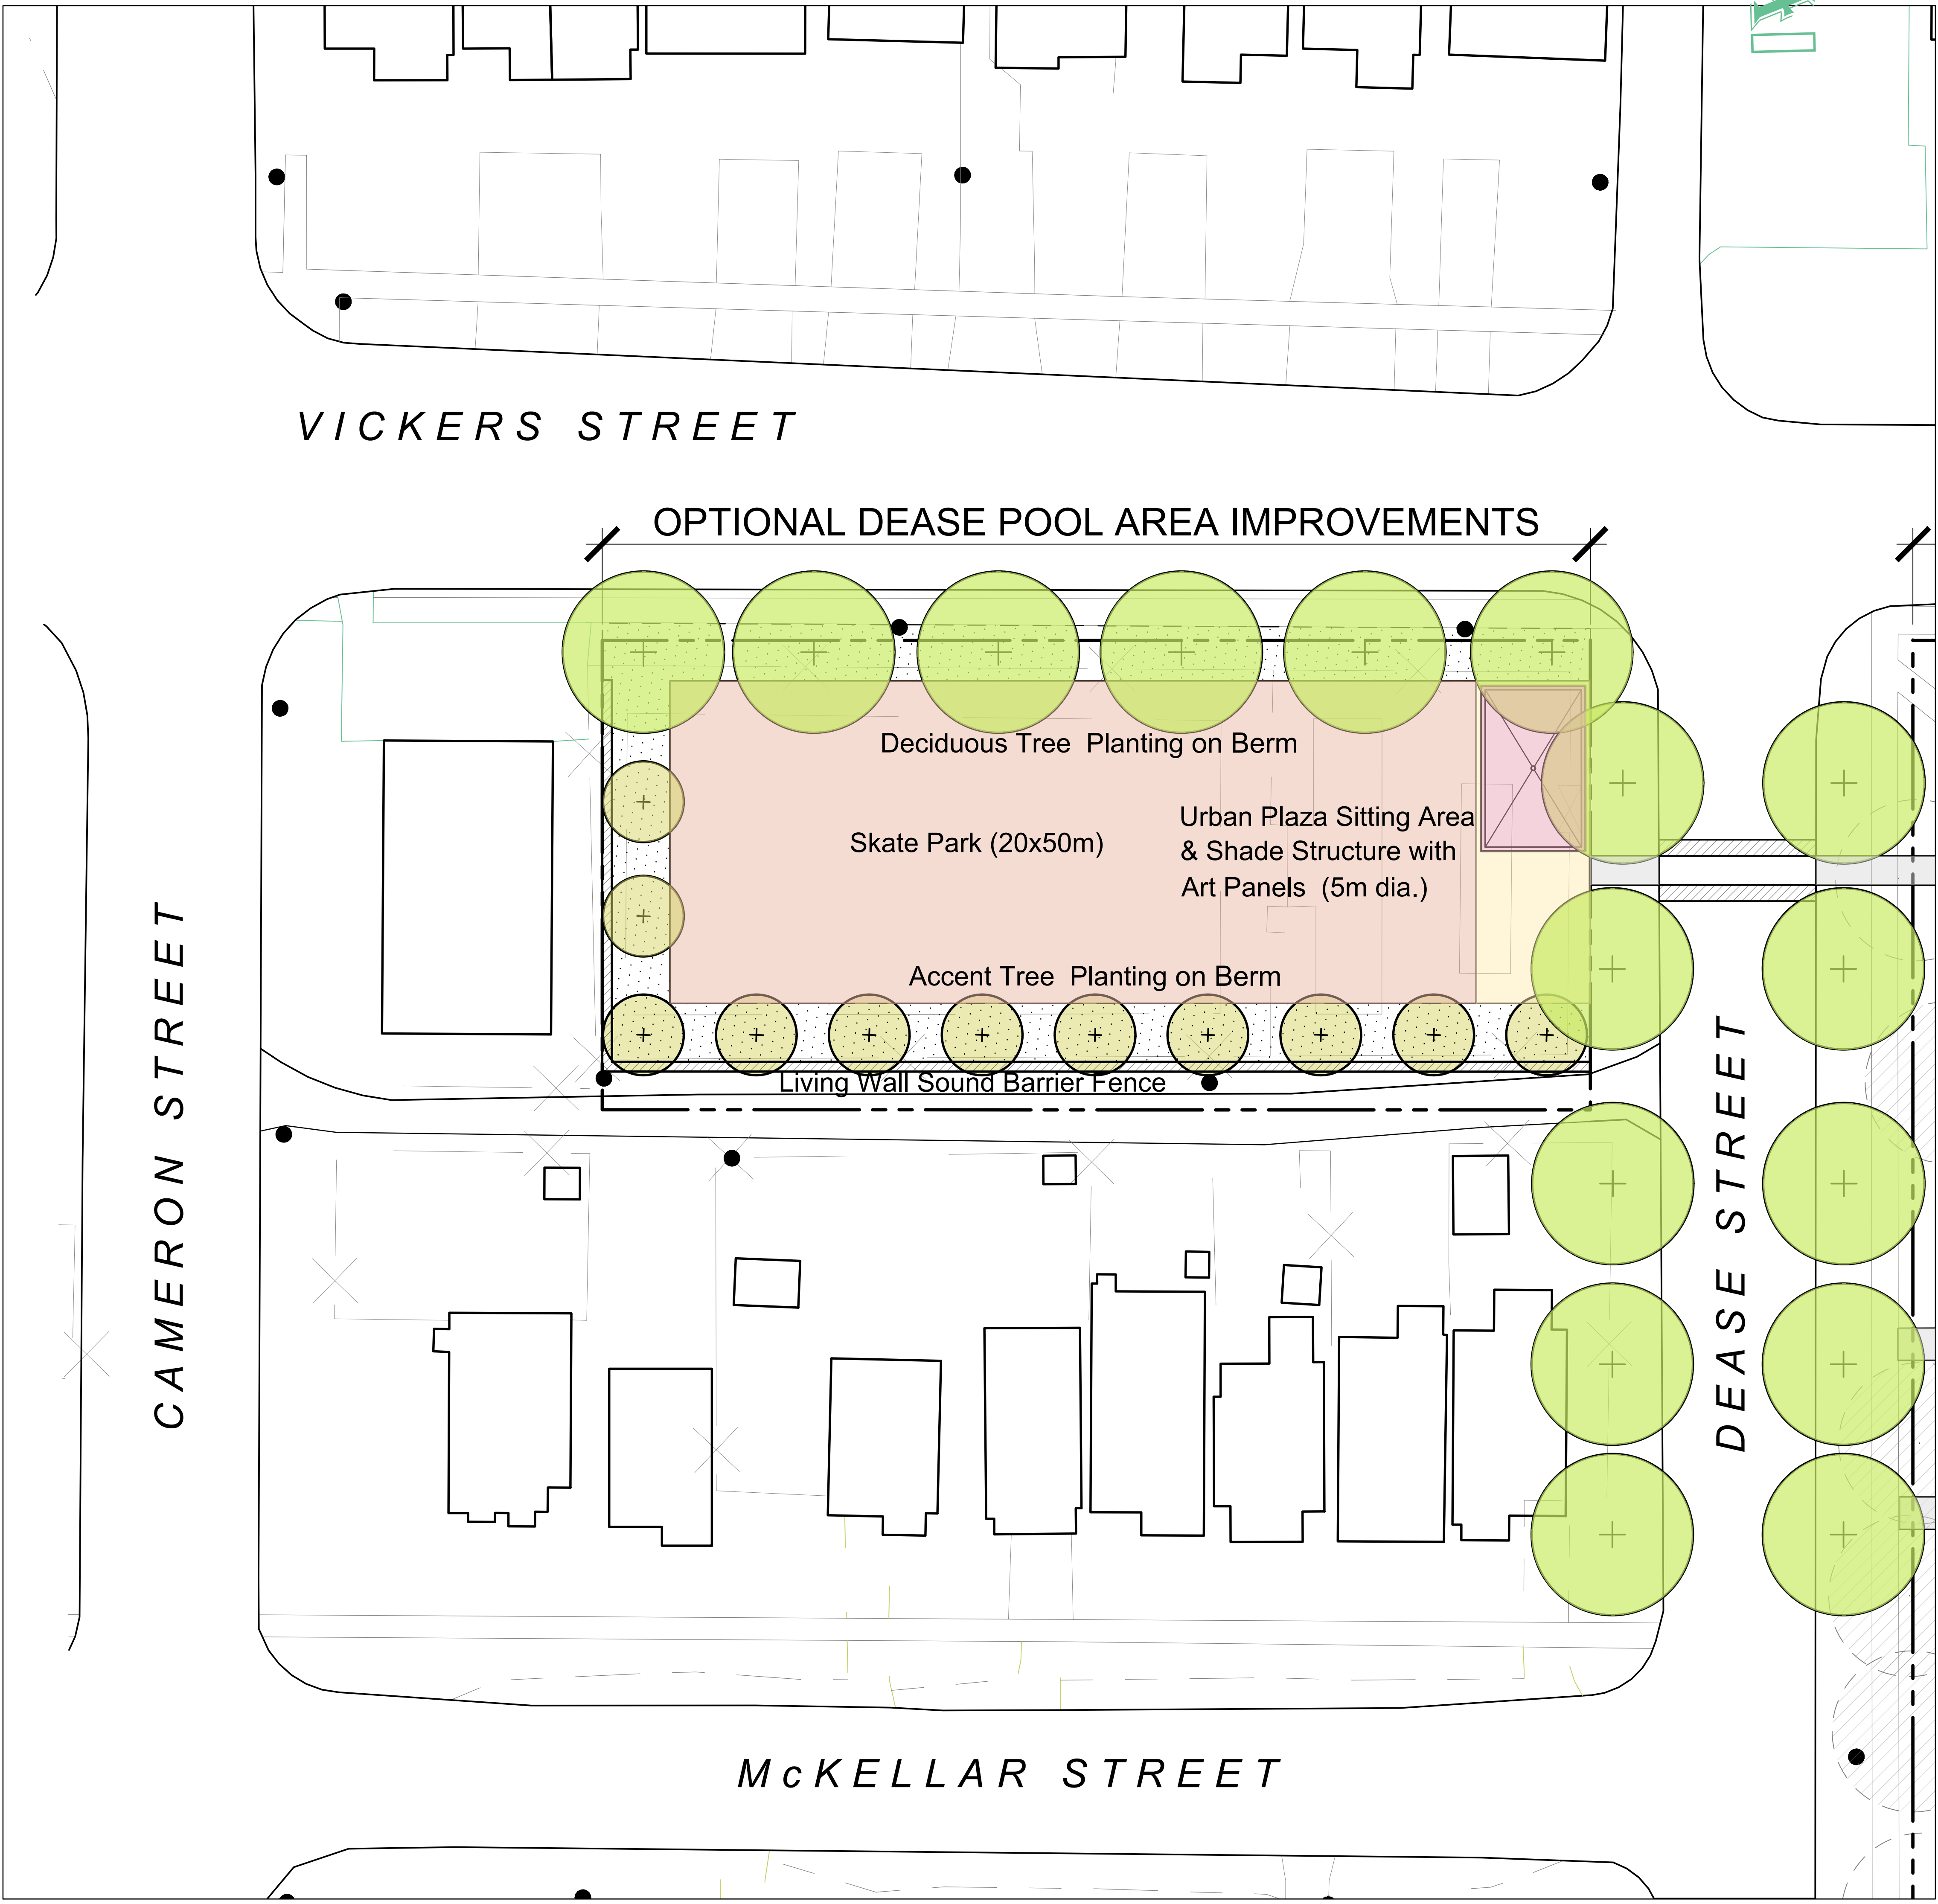 VICKERS STREET
OPTIONAL DEASE POOL AREA IMPROVEMENTS
Deciduous Tree Planting on Berm
Skate Park (20x50m)
Urban Plaza Sitting Area
& Shade Structure with
Art Panels (5m dia.)
Accent Tree Planting on Berm
Living Wall Sound Barrier Fence
CAMERON STREET
DEASE STREET
McKELLAR STREET